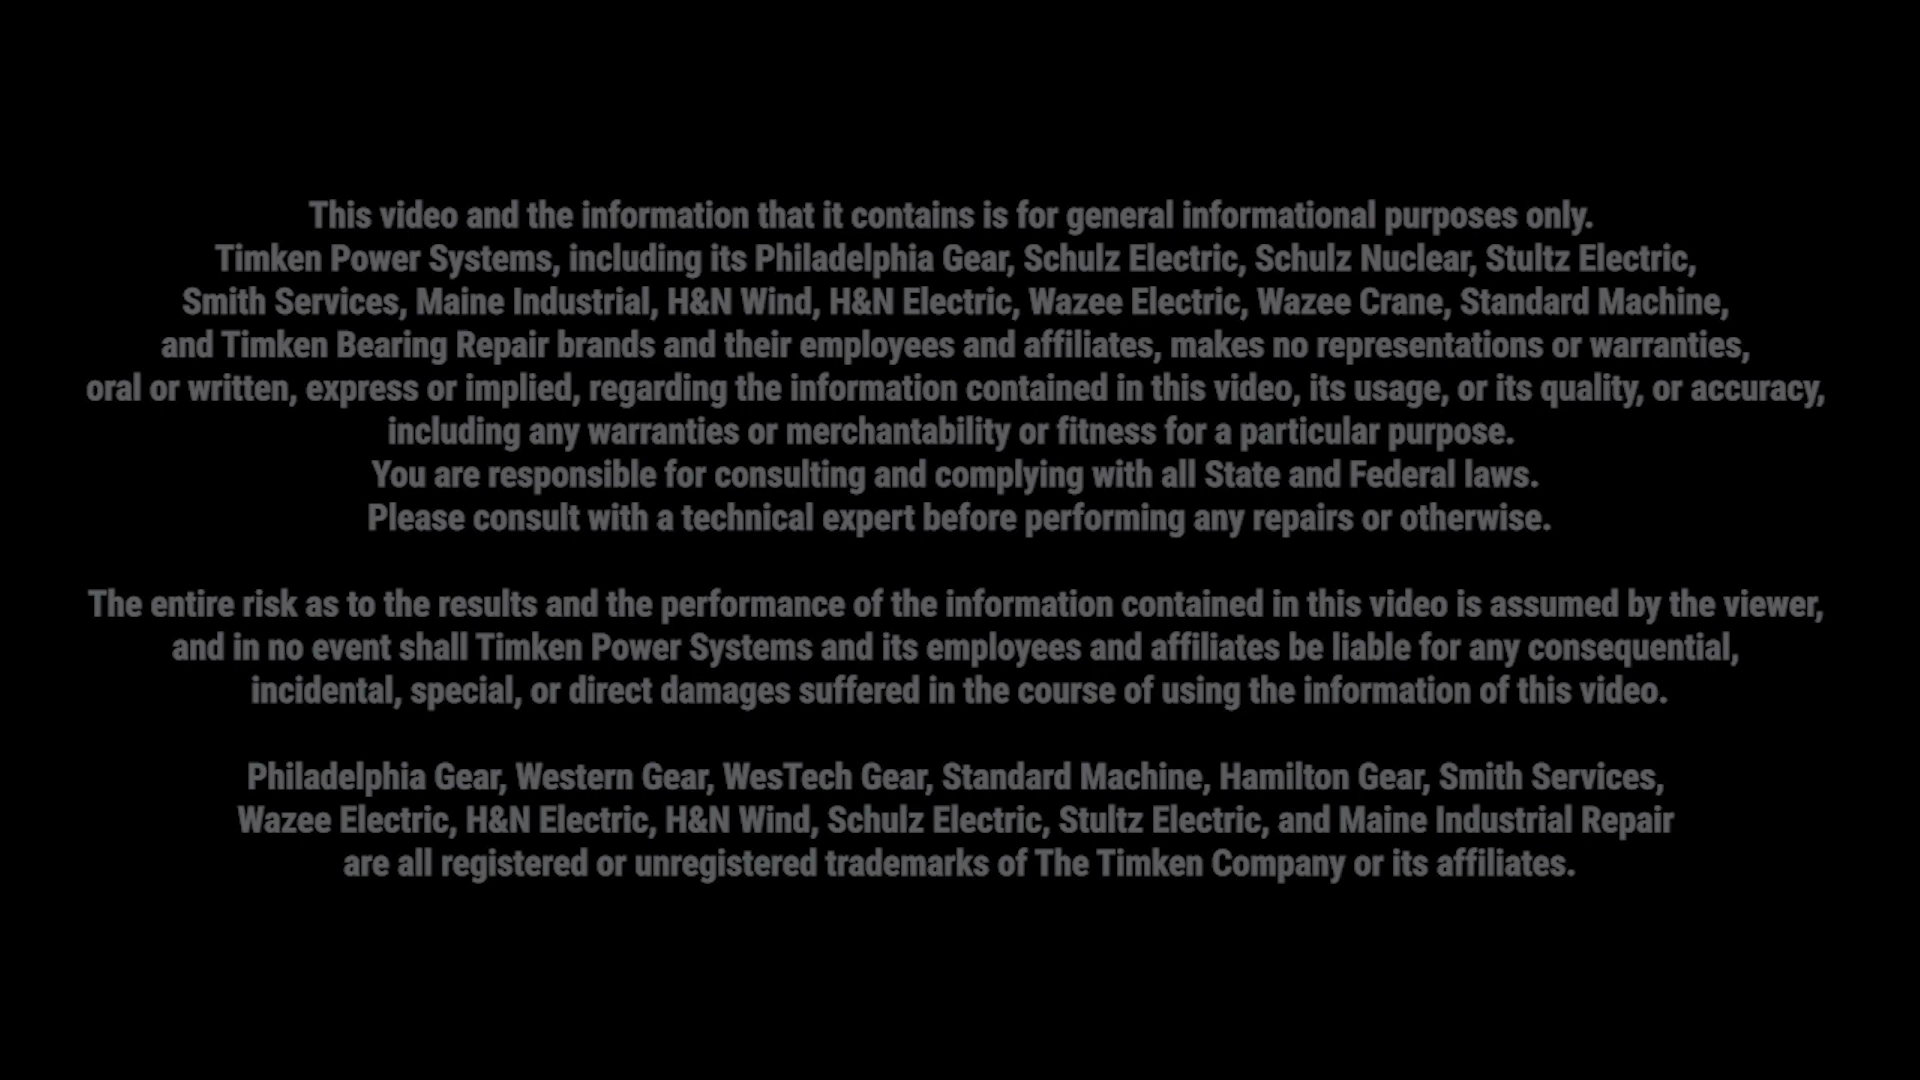 This video and the information that it contains is for general informational purposes only.
Timken Power Systems, including its Philadelphia Gear, Schulz Electric, Schulz Nuclear, Stultz Electric,
Smith Services, Maine Industrial, H&N Wind, H&N Electric, Wazee Electric, Wazee Crane, Standard Machine,
and Timken Bearing Repair brands and their employees and affiliates, makes no representations or warranties,
oral or written, express or implied, regarding the information contained in this video, its usage, or its quality, or accuracy,
including any warranties or merchantability or fitness for a particular purpose.
You are responsible for consulting and complying with all State and Federal laws.
Please consult with a technical expert before performing any repairs or otherwise.
The entire risk as to the results and the performance of the information contained in this video is assumed by the viewer,
and in no event shall Timken Power Systems and its employees and affiliates be liable for any consequential,
incidental, special, or direct damages suffered in the course of using the information of this video.
Philadelphia Gear, Western Gear, WesTech Gear, Standard Machine, Hamilton Gear, Smith Services,
Wazee Electric, H&N Electric, H&N Wind, Schulz Electric, Stultz Electric, and Maine Industrial Repair
are all registered or unregistered trademarks of The Timken Company or its affiliates.